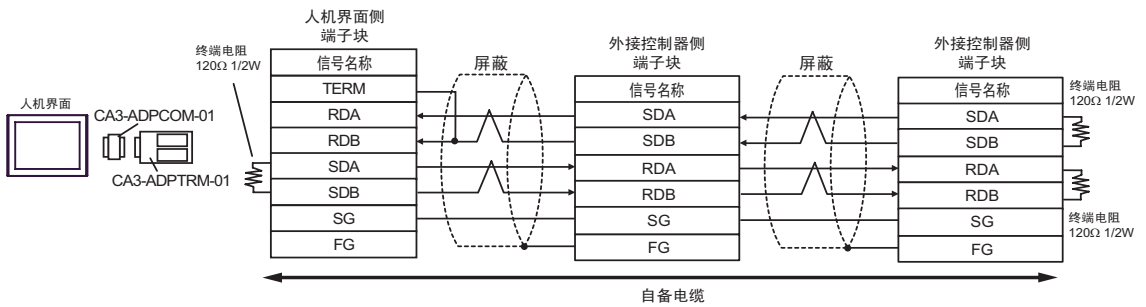 人机界面
CA3-ADPCOM-01
CA3-ADPTRM-01
终端电阻
120Ω 1/2W
人机界面侧
端子块
信号名称
TERM
RDA
RDB
SDA
SDB
SG
FG
屏蔽
外接控制器侧
端子块
信号名称
SDA
SDB
RDA
RDB
SG
FG
屏蔽
外接控制器侧
端子块
信号名称
SDA
SDB
RDA
RDB
SG
FG
终端电阻
120Ω 1/2W
终端电阻
120Ω 1/2W
自备电缆